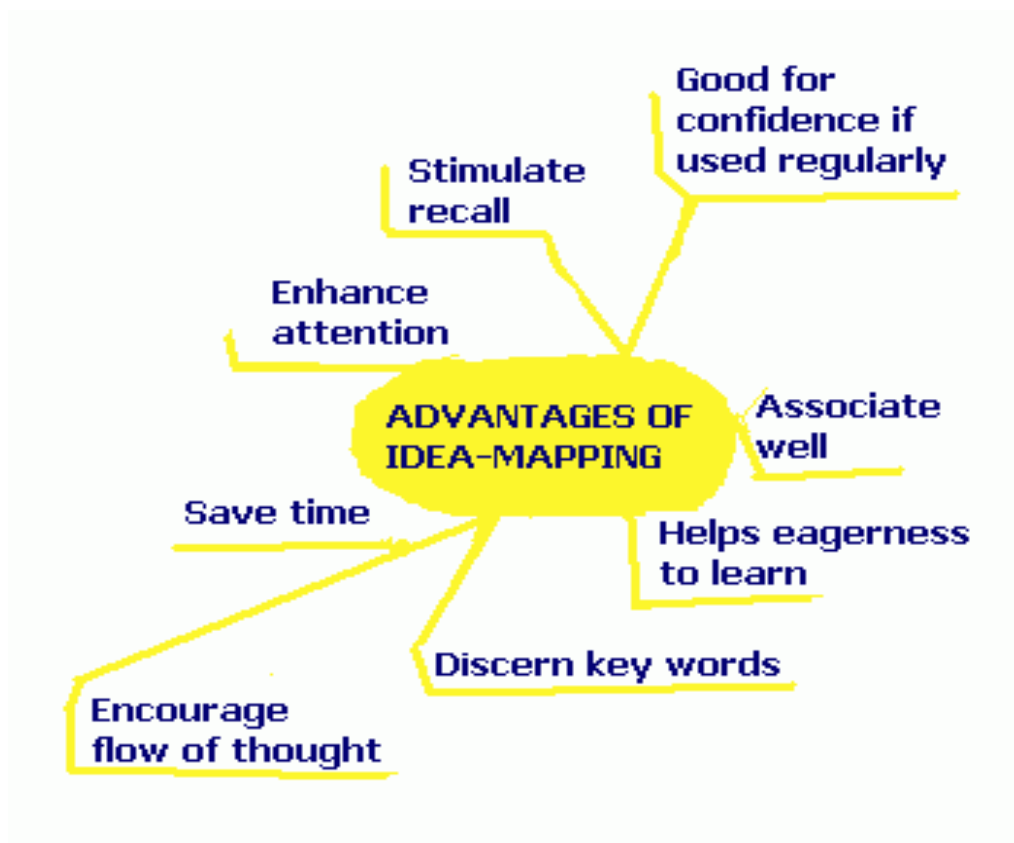 Good for
confidence if
used regularly
Stimulate
recall
Enhance
attention
ADVANTAGES OF
IDEA-MAPPING
Associate
well
Save time
Helps eagerness
to learn
Discern key words
Encourage
flow of thought